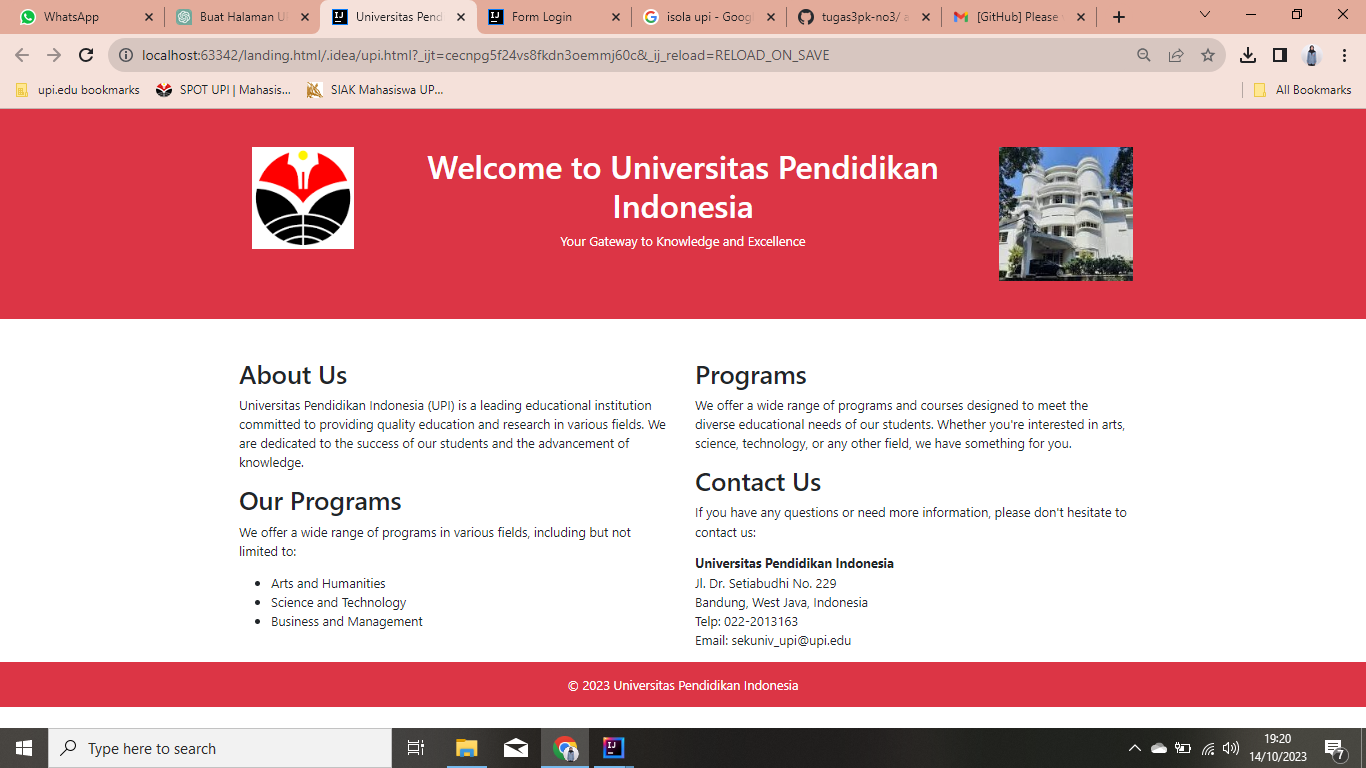 WhatsApp
Buat Halaman U
Universitas Pend
Form Login
isola upi - Goog
tugas3pk-no3/ a
[GitHub] Please
localhost:63342/landing.html/.idea/upi.html?_ijt=cecnpg5f24vs8fkdn3oemmj60c&_ij_reload=RELOAD_ON_SAVE
upi.edu bookmarks
SPOT UPI | Mahasis...
SIAK Mahasiswa UP...
All Bookmarks
Welcome to Universitas Pendidikan
Indonesia
Your Gateway to Knowledge and Excellence
About Us
Universitas Pendidikan Indonesia (UPI) is a leading educational institution
committed to providing quality education and research in various fields. We
are dedicated to the success of our students and the advancement of
knowledge.
Our Programs
We offer a wide range of programs in various fields, including but not
limited to:
Arts and Humanities
Science and Technology
Business and Management
Programs
We offer a wide range of programs and courses designed to meet the
diverse educational needs of our students. Whether you're interested in arts,
science, technology, or any other field, we have something for you.
Contact Us
If you have any questions or need more information, please don't hesitate to
contact us:
Universitas Pendidikan Indonesia
Jl. Dr. Setiabudhi No. 229
Bandung, West Java, Indonesia
Telp: 022-2013163
Email: sekuniv_upi@upi.edu
© 2023 Universitas Pendidikan Indonesia
Type here to search
19:20
14/10/2023
7